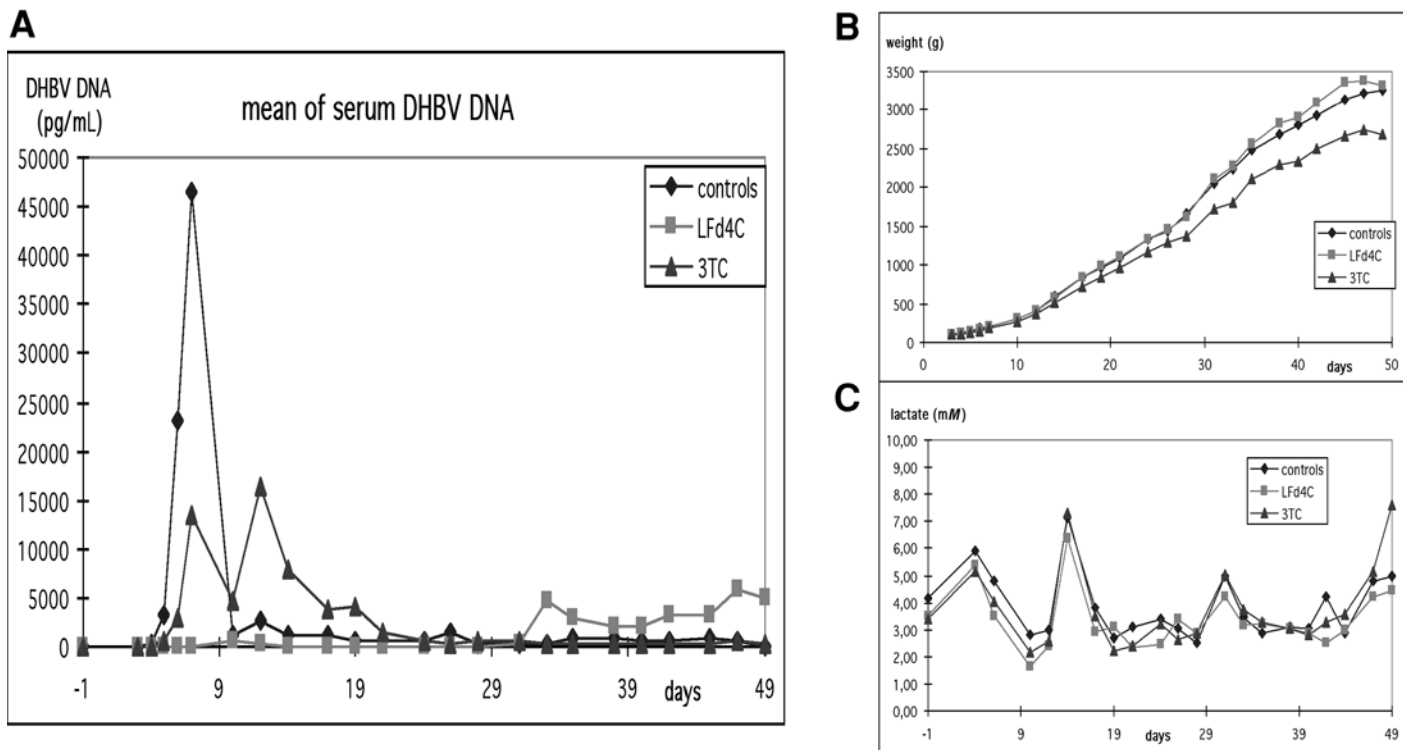 A
DHBV DNA
(pg/mL)
mean of serum DHBV DNA
50000
45000
40000
35000
30000
25000
20000
15000
10000
5000
0
-1
9
19
29
39
49
days
controls
LFd4C
3TC
B
weight (g)
3500
3000
2500
2000
1500
1000
500
0
0
10
20
30
40
50
days
controls
LFd4C
3TC
C
lactate (mM)
10,00
9,00
8,00
7,00
6,00
5,00
4,00
3,00
2,00
1,00
0,00
-1
9
19
29
39
49
days
controls
LFd4C
3TC